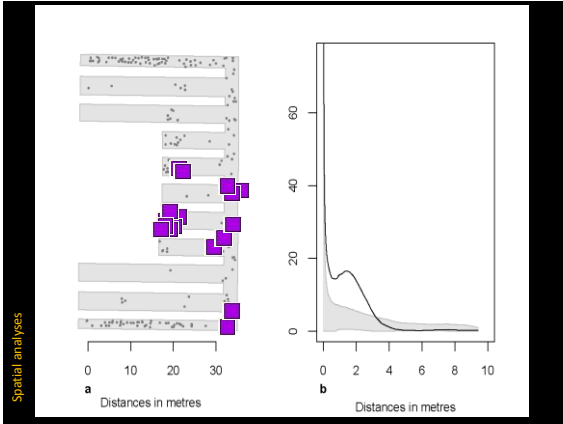 Spatial analyses
0 10 20 30
a
Distances in metres
60
40
20
0
0 2 4 6 8 10
b
Distances in metres